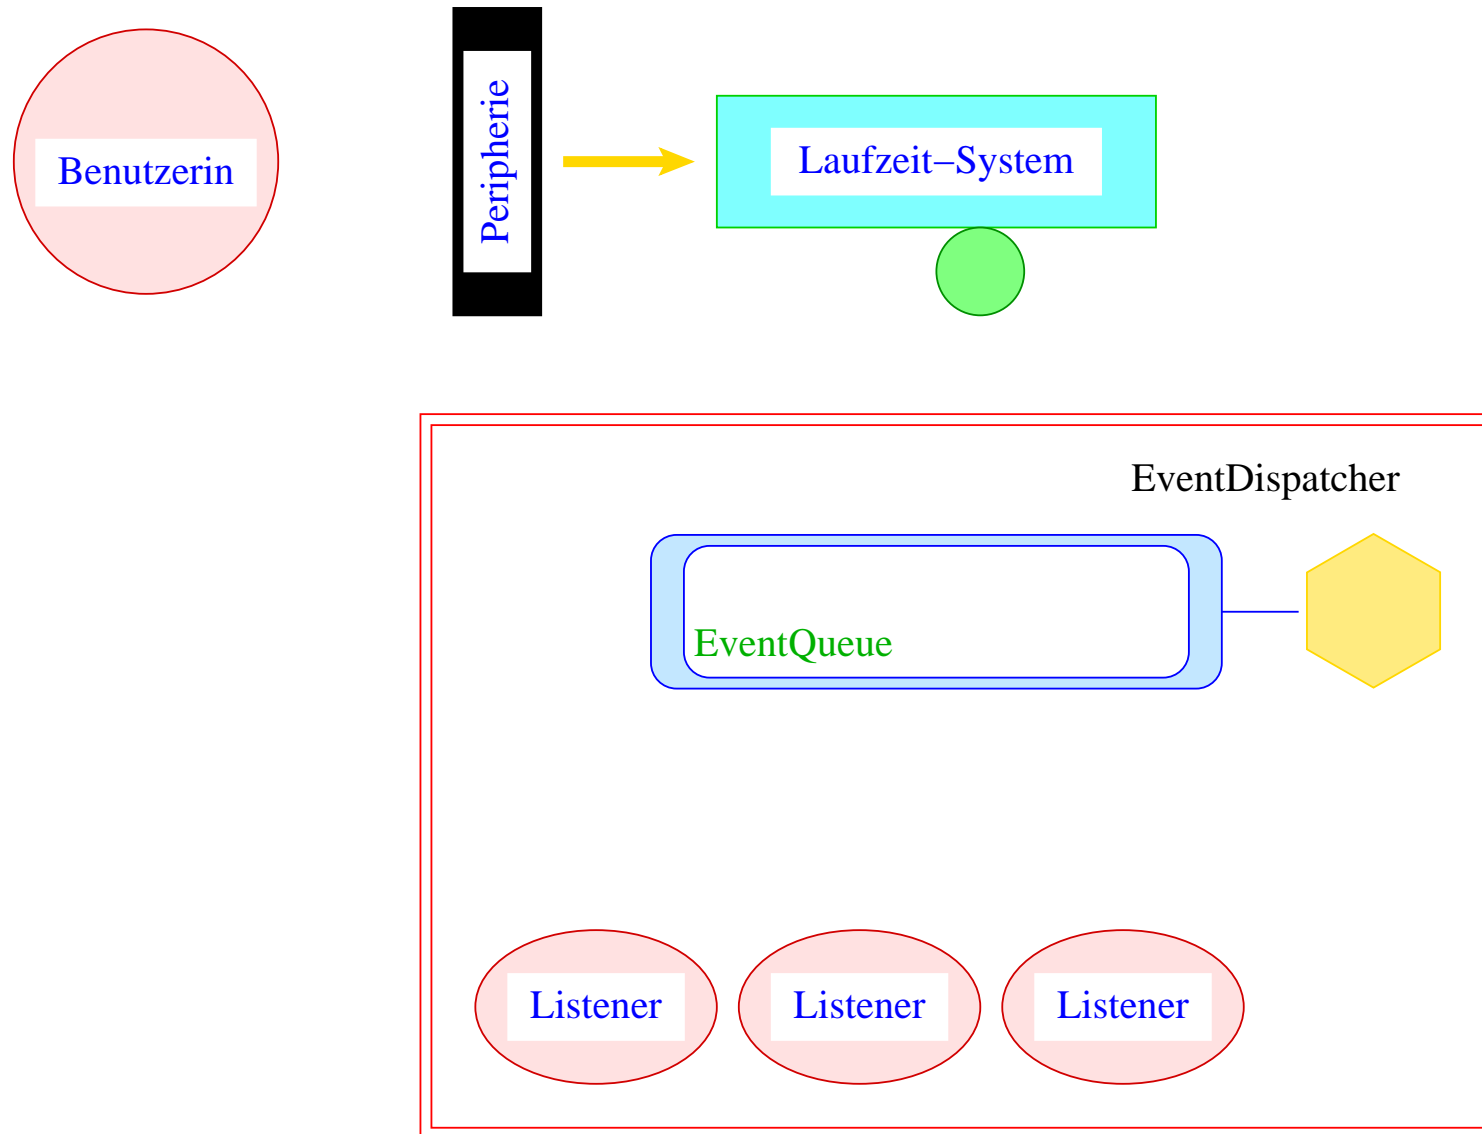 Benutzerin
Peripherie
Laufzeit−System
EventDispatcher
EventQueue
Listener
Listener
Listener